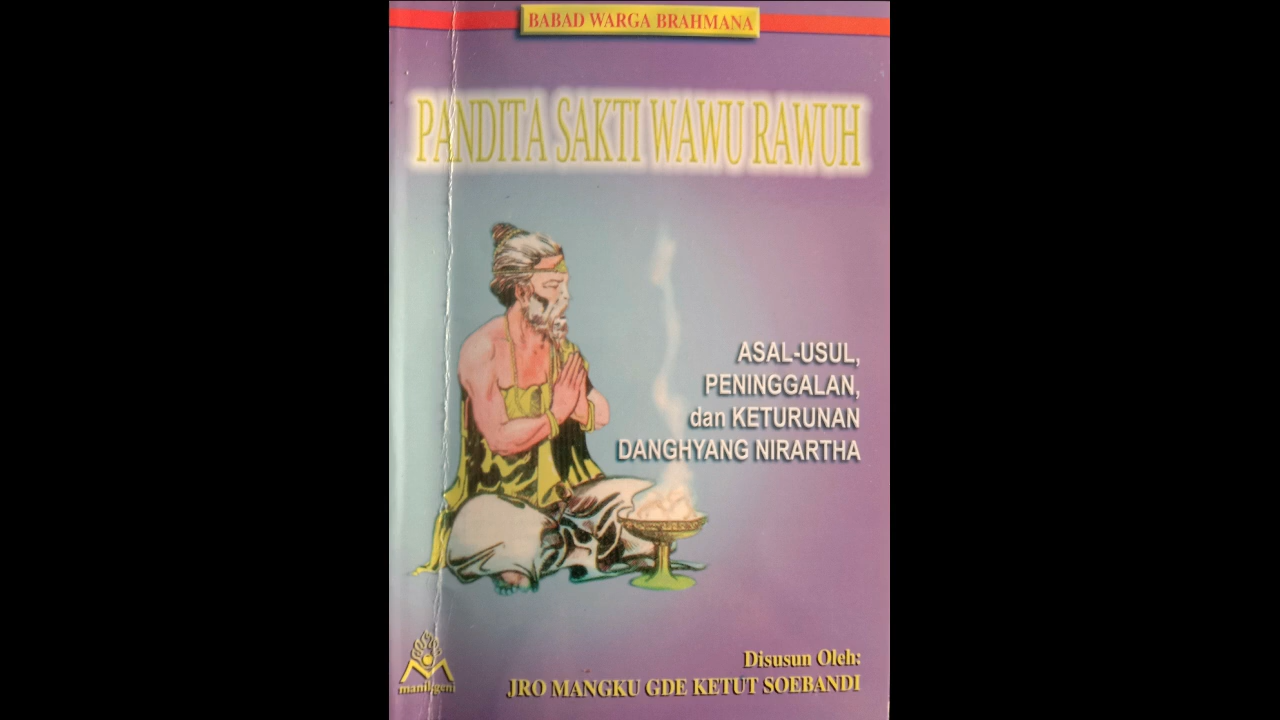 BABAD WARGA BRAHMANA
PANDITA SAKTI WAWU RAWUH
ASAL-USUL,
PENINGGALAN,
dan KETURUNAN
DANGHYANG NIRARTHA
Disusun Oleh:
JRO MANGKU GDE KETUT SOEBANDI
manikgeni